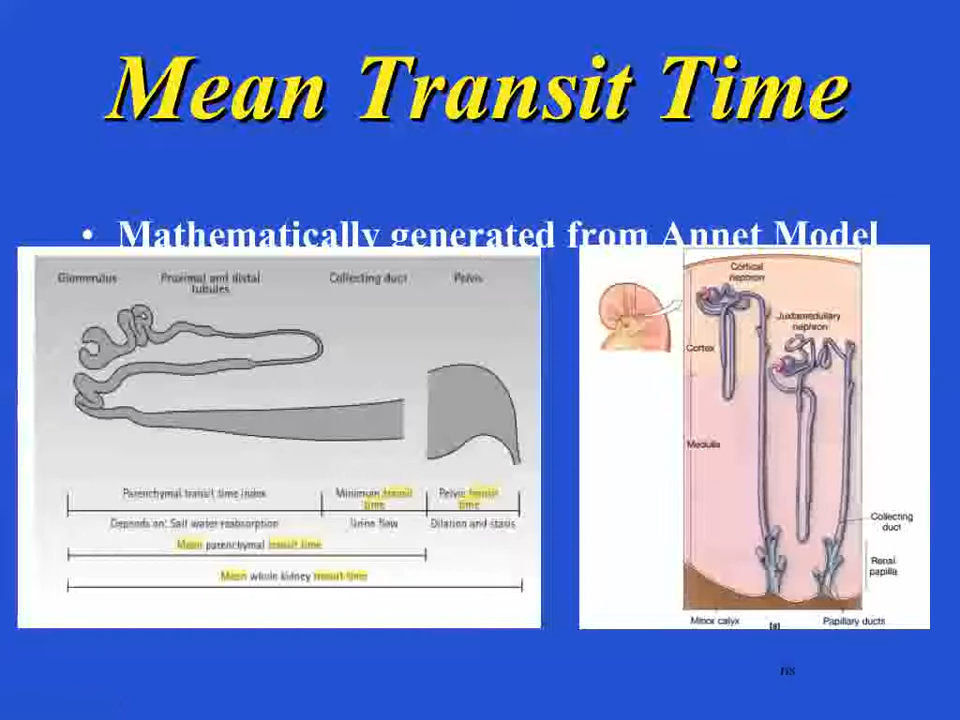 Mean Transit Time
• Mathematically generated from Annet Model
Glomerulus
Proximal and distal
tubules
Collecting duct
Pelvis
Parenchymal transit time index
Minimum transit
time
Pelvic transit
time
Depends on: Salt water reabsorption
Urine flow
Dilation and stasis
Mean parenchymal transit time
Mean whole kidney transit time
Cortical
nephron
Juxtamedullary
nephron
Cortex
Medulla
Collecting
duct
Renal
papilla
Minor calyx
(a)
Papillary ducts